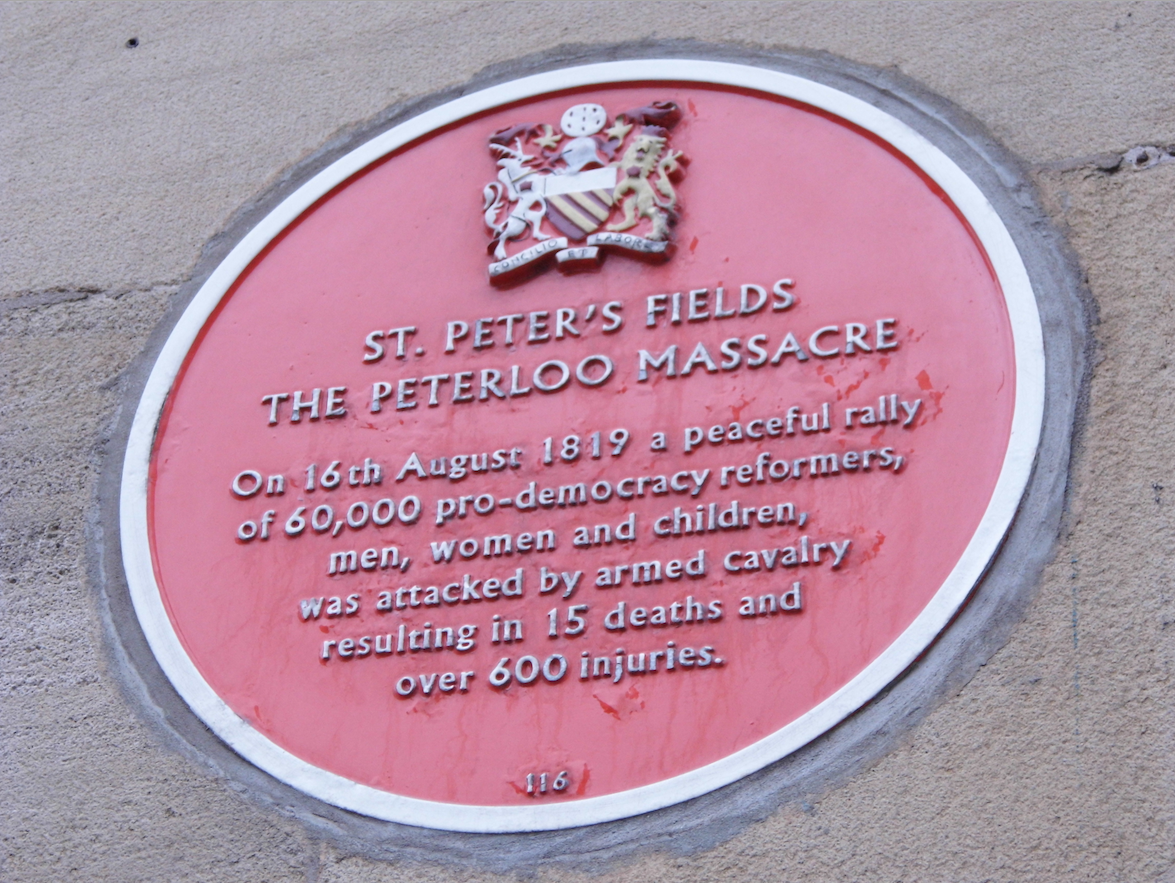 CONCILIO ET LABORE
ST. PETER'S FIELDS
THE PETERLOO MASSACRE
On 16th August 1819 a peaceful rally
of 60,000 pro-democracy reformers,
men, women and children,
was attacked by armed cavalry
resulting in 15 deaths and
over 600 injuries.
116